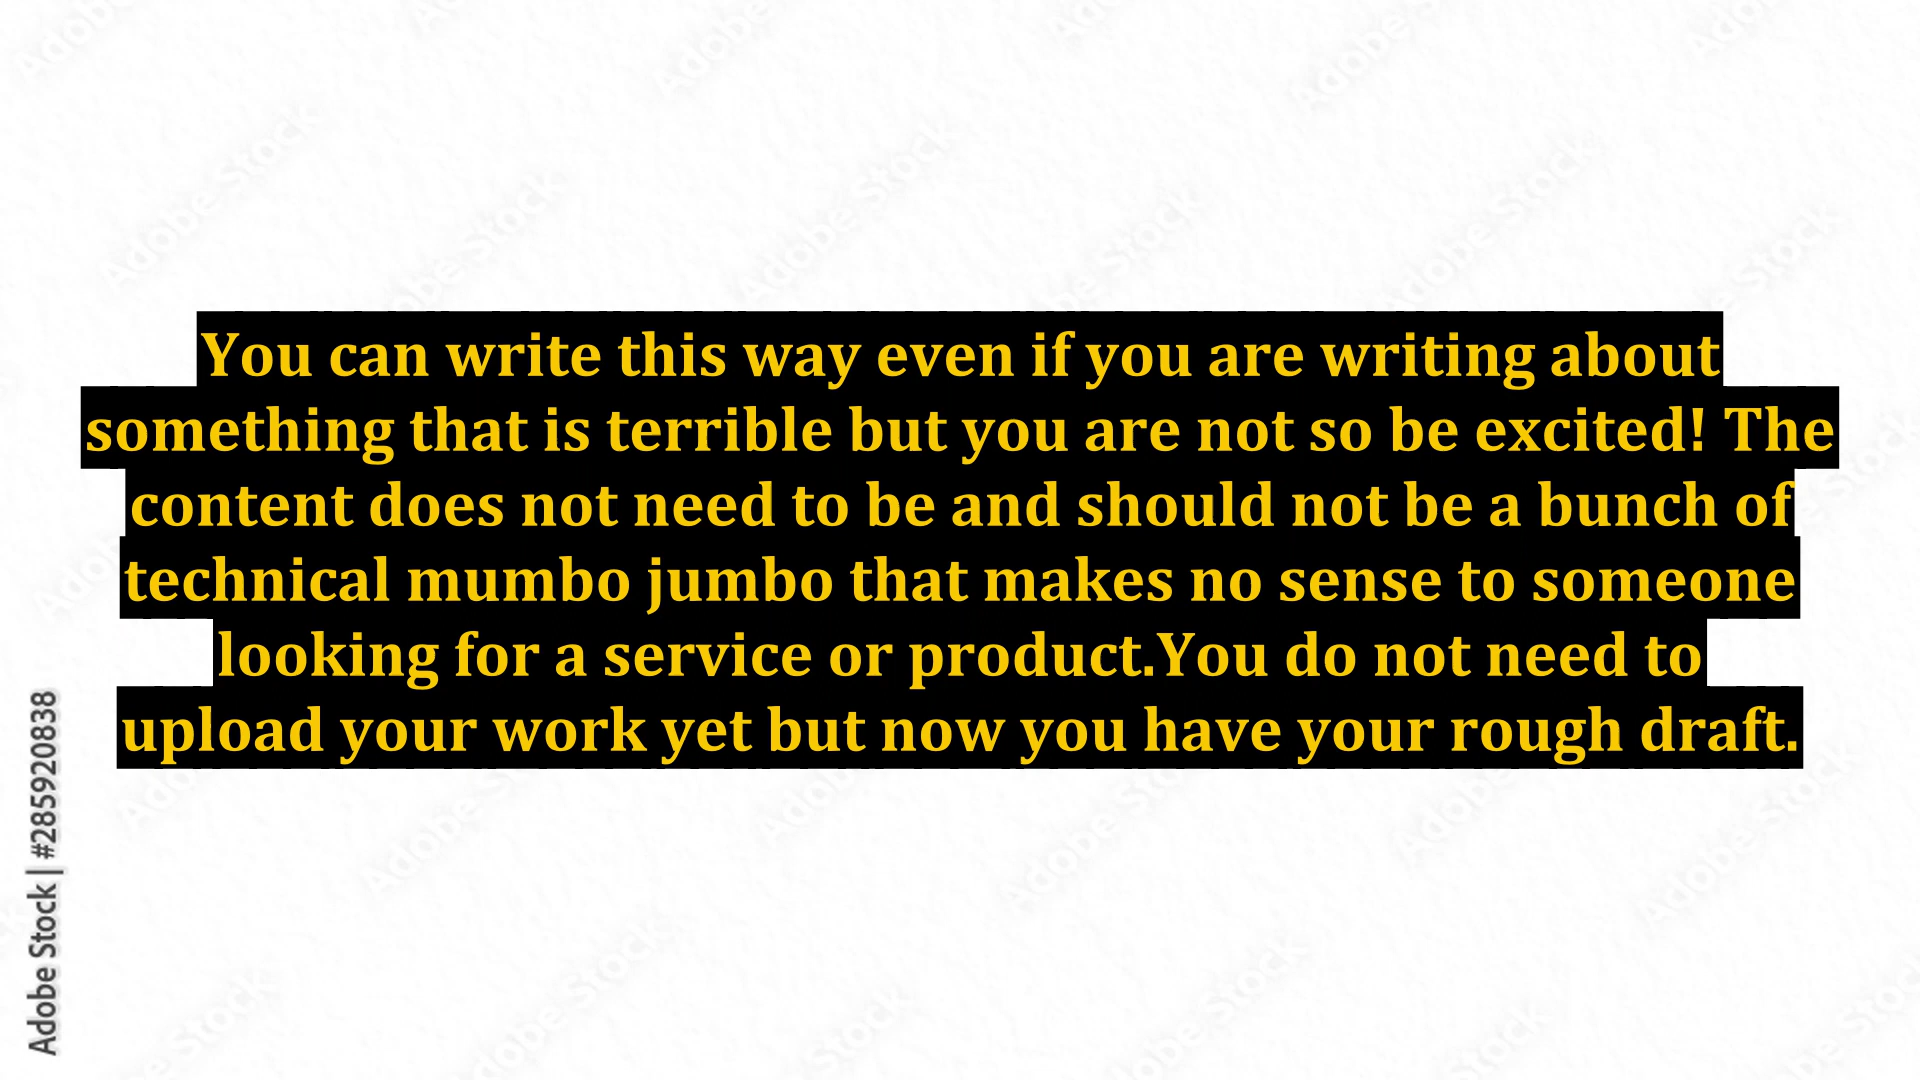 You can write this way even if you are writing about
something that is terrible but you are not so be excited! The
content does not need to be and should not be a bunch of
technical mumbo jumbo that makes no sense to someone
looking for a service or product.You do not need to
upload your work yet but now you have your rough draft.
Adobe Stock | #285920838